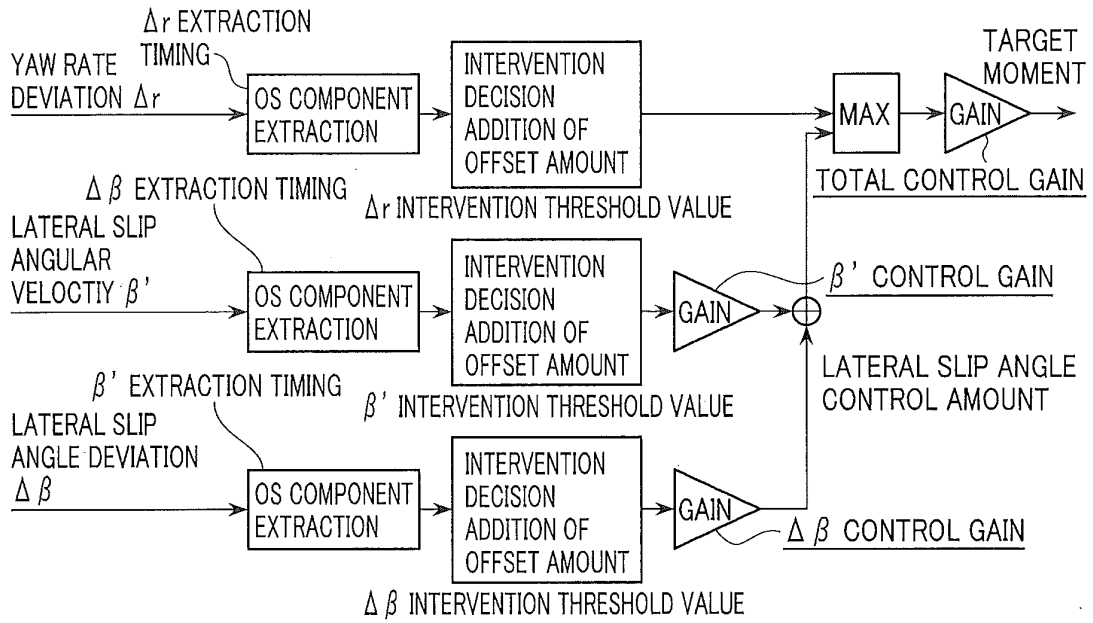 Δr EXTRACTION
TIMING
YAW RATE
DEVIATION Δr
OS COMPONENT
EXTRACTION
INTERVENTION
DECISION
ADDITION OF
OFFSET AMOUNT
MAX
GAIN
TARGET
MOMENT
TOTAL CONTROL GAIN
Δr INTERVENTION THRESHOLD VALUE
Δβ EXTRACTION TIMING
LATERAL SLIP
ANGULAR
VELOCTIY β'
OS COMPONENT
EXTRACTION
INTERVENTION
DECISION
ADDITION OF
OFFSET AMOUNT
GAIN
β' CONTROL GAIN
β' INTERVENTION THRESHOLD VALUE
LATERAL SLIP ANGLE
CONTROL AMOUNT
β' EXTRACTION TIMING
LATERAL SLIP
ANGLE DEVIATION
Δβ
OS COMPONENT
EXTRACTION
INTERVENTION
DECISION
ADDITION OF
OFFSET AMOUNT
GAIN
Δβ CONTROL GAIN
Δβ INTERVENTION THRESHOLD VALUE